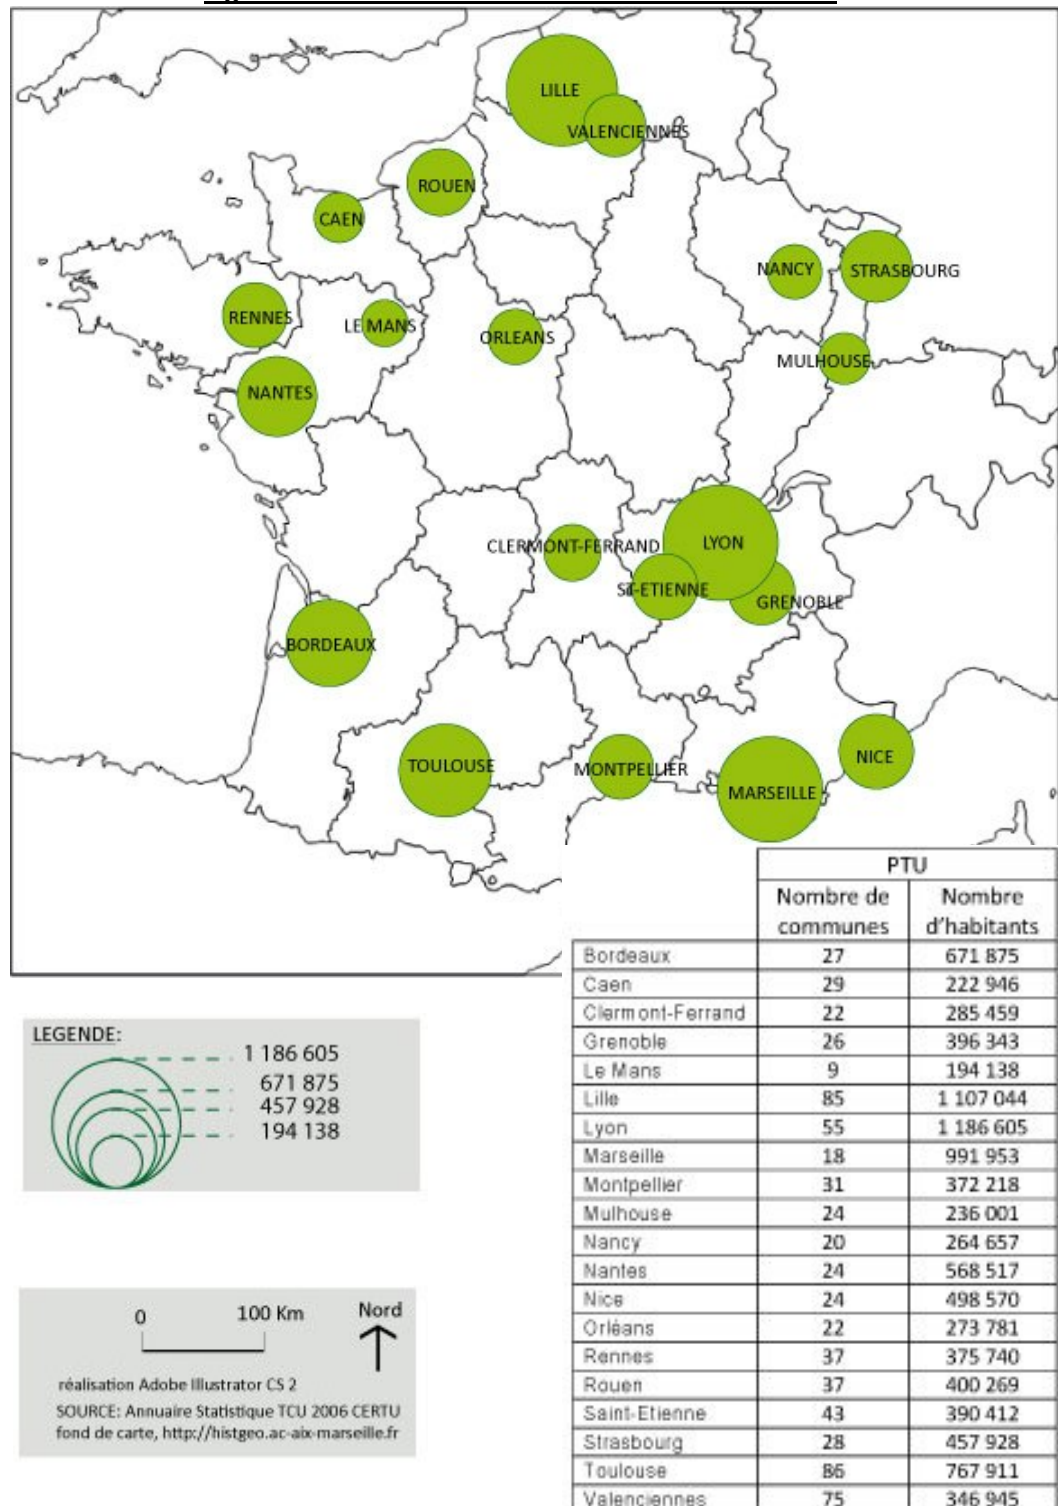 LILLE
VALENCIENNES
ROUEN
CAEN
NANCY
STRASBOURG
RENNES
LE MANS
ORLEANS
MULHOUSE
NANTES
CLERMONT-FERRAND
LYON
ST-ETIENNE
GRENOBLE
BORDEAUX
TOULOUSE
MONTPELLIER
NICE
MARSEILLE
PTU
Nombre de communes
Nombre d'habitants
Bordeaux 27 671 875
Caen 29 222 946
Clermont-Ferrand 22 285 459
Grenoble 26 396 343
Le Mans 9 194 138
Lille 85 1 107 044
Lyon 55 1 186 605
Marseille 18 991 953
Montpellier 31 372 218
Mulhouse 24 236 001
Nancy 20 264 657
Nantes 24 568 517
Nice 24 498 570
Orléans 22 273 781
Rennes 37 375 740
Rouen 37 400 269
Saint-Etienne 43 390 412
Strasbourg 28 457 928
Toulouse 86 767 911
Valenciennes 75 346 945
LEGENDE:
1 186 605
671 875
457 928
194 138
0 100 Km Nord
réalisation Adobe Illustrator CS 2
SOURCE: Annuaire Statistique TCU 2006 CERTU
fond de carte, http://histgeo.ac-aix-marseille.fr